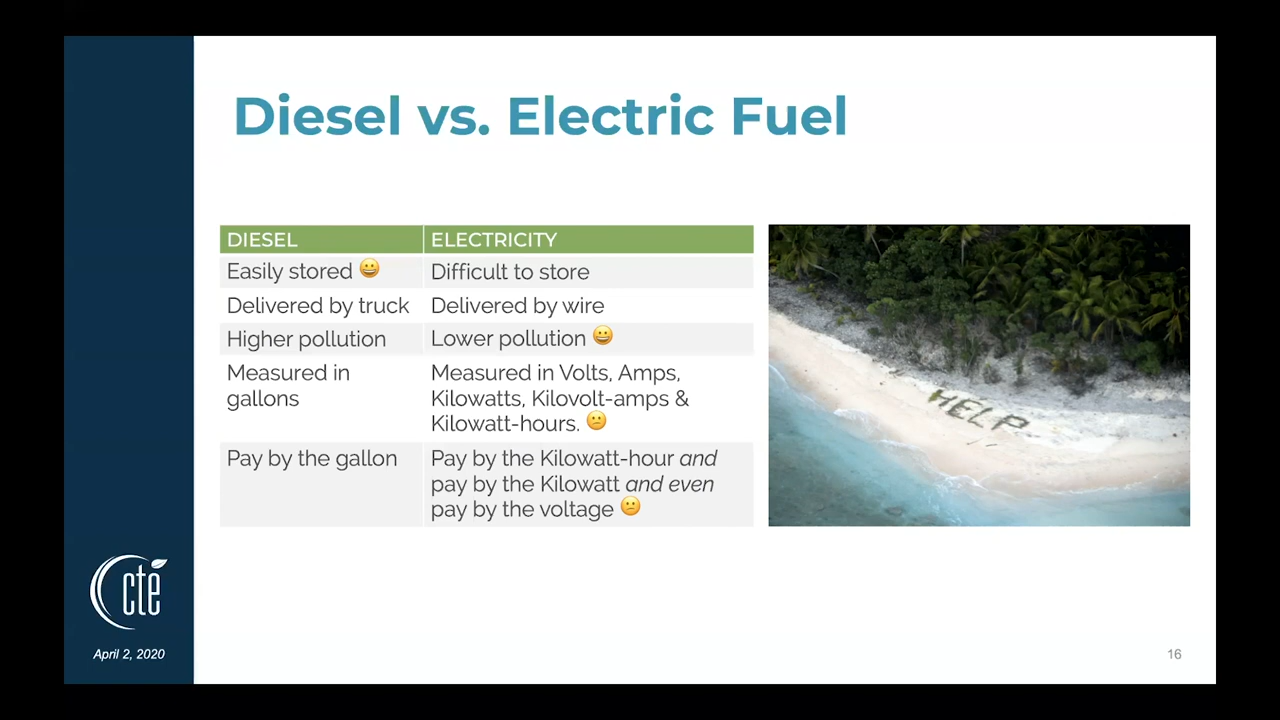 Diesel vs. Electric Fuel
DIESEL
ELECTRICITY
Easily stored 😀
Difficult to store
Delivered by truck
Delivered by wire
Higher pollution
Lower pollution 😀
Measured in
gallons
Measured in Volts, Amps,
Kilowatts, Kilovolt-amps &
Kilowatt-hours. 😕
Pay by the gallon
Pay by the Kilowatt-hour and
pay by the Kilowatt and even
pay by the voltage 😕
HELP
cte
April 2, 2020
16